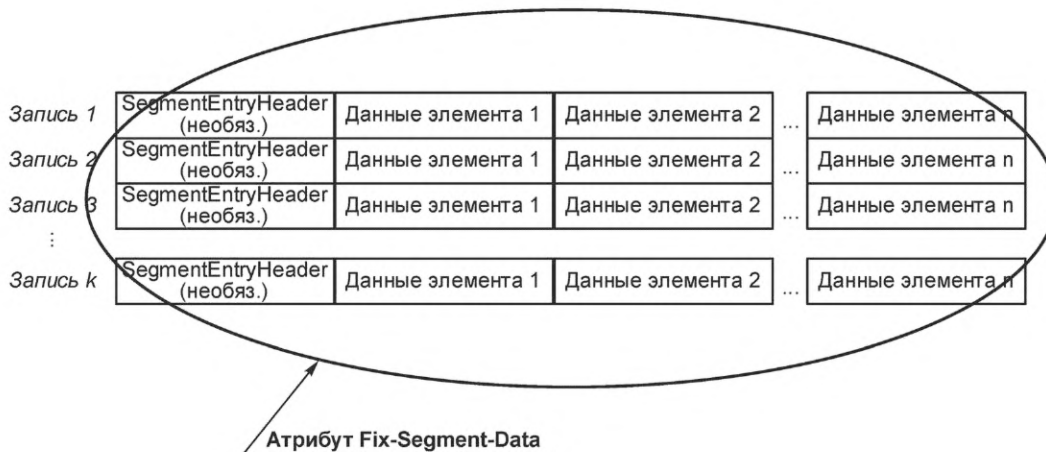 Запись 1 SegmentEntryHeader (необяз.) Данные элемента 1 Данные элемента 2 ... Данные элемента n
Запись 2 SegmentEntryHeader (необяз.) Данные элемента 1 Данные элемента 2 ... Данные элемента n
Запись 3 SegmentEntryHeader (необяз.) Данные элемента 1 Данные элемента 2 ... Данные элемента n
⋮
Запись k SegmentEntryHeader (необяз.) Данные элемента 1 Данные элемента 2 ... Данные элемента n
Атрибут Fix-Segment-Data